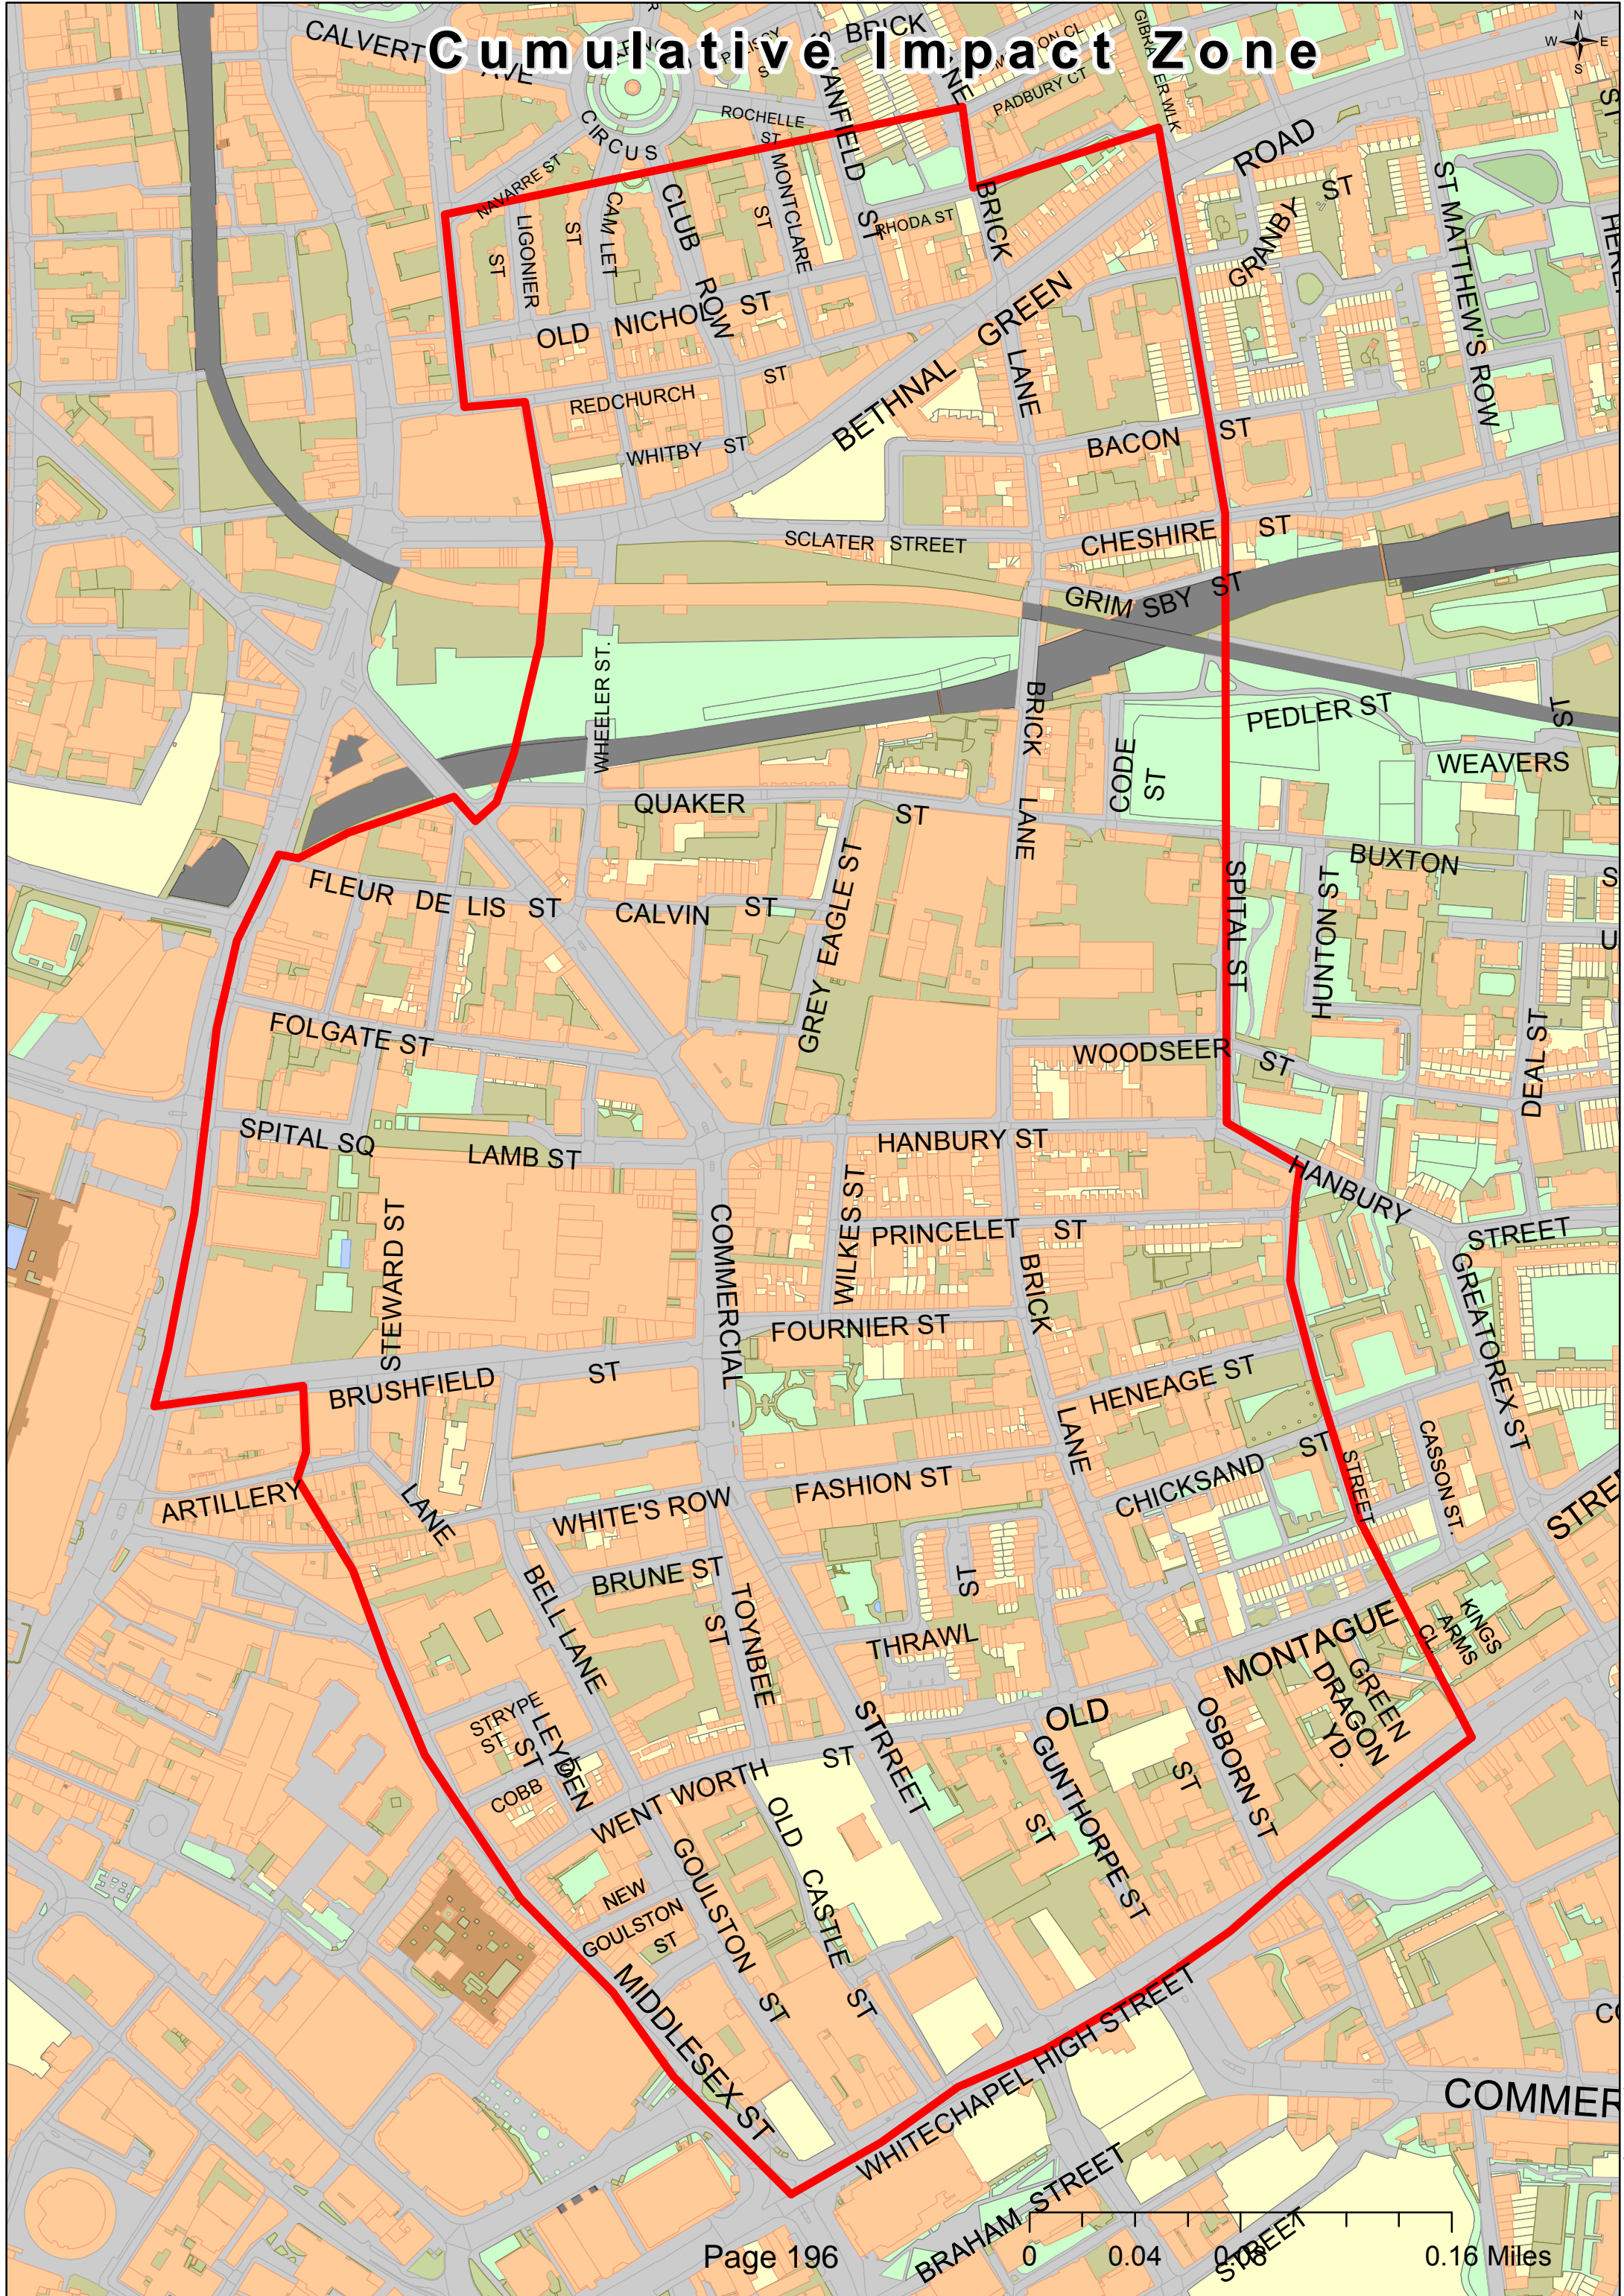 Cumulative Impact Zone
N
W E
S
CALVERT
AVE
BRICK
PADBURY CT
ROCHELLE
ST
CIRCUS
NAVARRE ST
LIGONIER
ST
ST
CAM LET
CLUB
ROW
MONTCLARE
ST
ST
RHODA ST
BRICK
LANE
ROAD
GRANBY ST
ST MATTHEW'S ROW
OLD NICHOL ST
REDCHURCH ST
WHITBY ST
BETHNAL GREEN
BACON ST
SCLATER STREET
CHESHIRE ST
GRIM SBY ST
WHEELER ST.
BRICK
LANE
CODE
ST
PEDLER ST
WEAVERS
ST
QUAKER
ST
BUXTON
FLEUR DE LIS ST
CALVIN ST
GREY EAGLE ST
SPITAL ST
HUNTON ST
DEAL ST
FOLGATE ST
WOODSEER
ST
SPITAL SQ
LAMB ST
HANBURY ST
HANBURY
STREET
STEWARD ST
COMMERCIAL
WILKES ST
PRINCELET ST
BRICK
LANE
GREATOREX ST
FOURNIER ST
BRUSHFIELD
ST
HENEAGE ST
CHICKSAND ST
STREET
CASSON ST.
ARTILLERY
LANE
WHITE'S ROW
FASHION ST
BRUNE ST
BELL LANE
TOYNBEE
ST
ST
THRAWL
MONTAGUE
KINGS
ARMS
CL
GREEN
DRAGON
YD.
STRYPE
ST
LEYDEN
ST
COBB
STRREET
OLD
OSBORN ST
GUNTHORPE ST
ST
ST
WENT WORTH
ST
OLD CASTLE ST
GOULSTON
ST
NEW
GOULSTON
ST
MIDDLESEX ST
WHITECHAPEL HIGH STREET
COMMER
BRAHAM STREET
STREET
Page 196
0 0.04 0.08 0.16 Miles